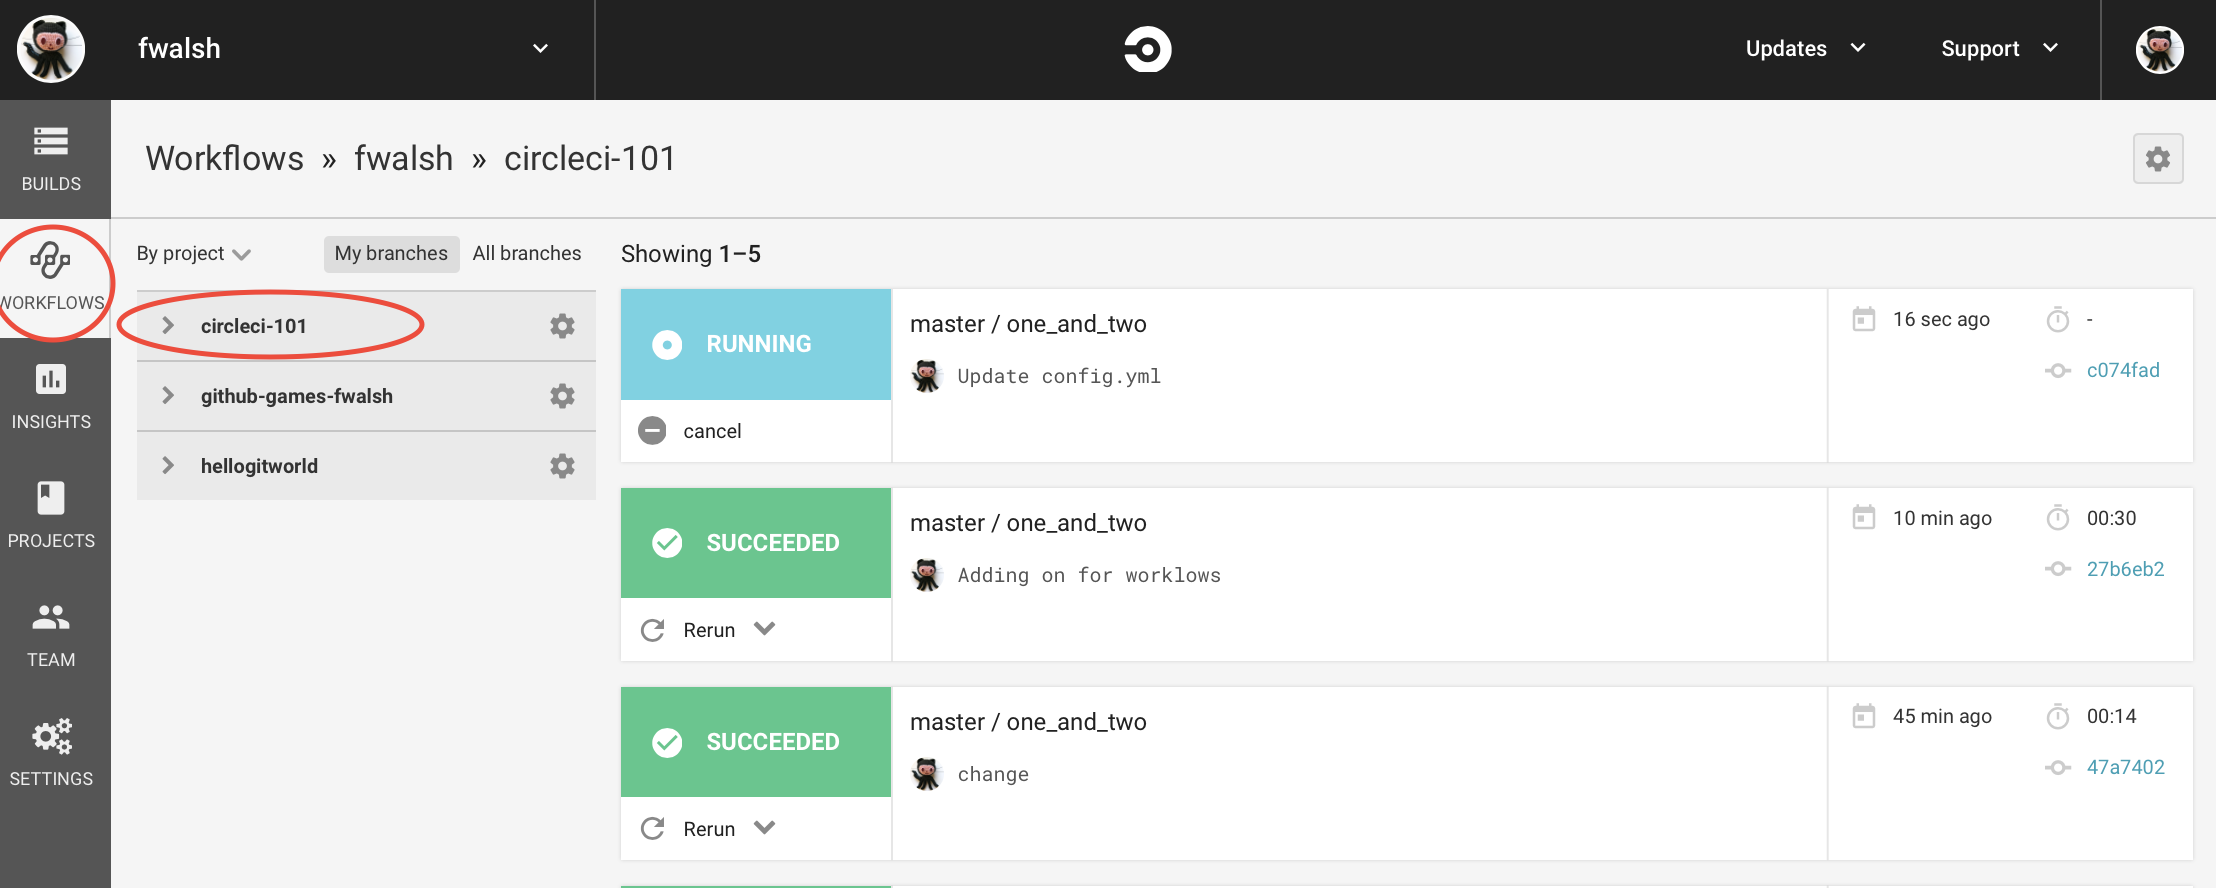 fwalsh
Updates
Support
BUILDS
WORKFLOWS
INSIGHTS
PROJECTS
TEAM
SETTINGS
Workflows » fwalsh » circleci-101
By project
My branches
All branches
circleci-101
github-games-fwalsh
hellogitworld
Showing 1–5
RUNNING
cancel
master / one_and_two
Update config.yml
16 sec ago
-
c074fad
SUCCEEDED
Rerun
master / one_and_two
Adding on for worklows
10 min ago
00:30
27b6eb2
SUCCEEDED
Rerun
master / one_and_two
change
45 min ago
00:14
47a7402